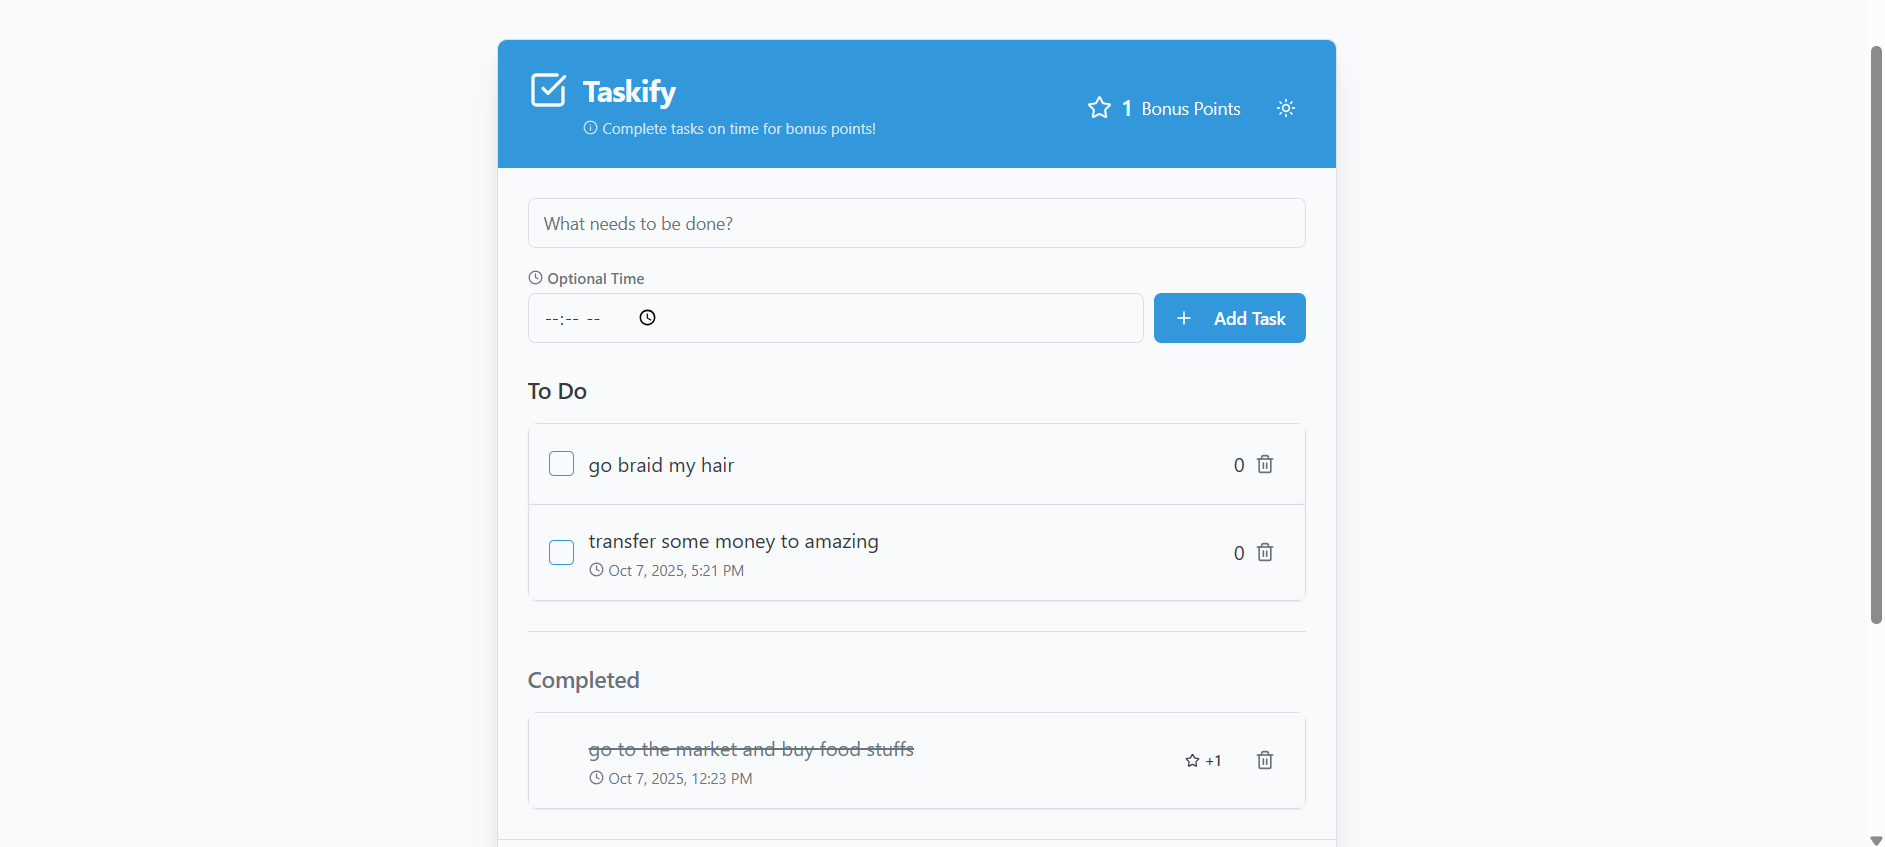 Taskify
Complete tasks on time for bonus points!
1 Bonus Points
What needs to be done?
Optional Time
--:-- --
Add Task
To Do
go braid my hair
0
transfer some money to amazing
Oct 7, 2025, 5:21 PM
0
Completed
go to the market and buy food stuffs
Oct 7, 2025, 12:23 PM
+1